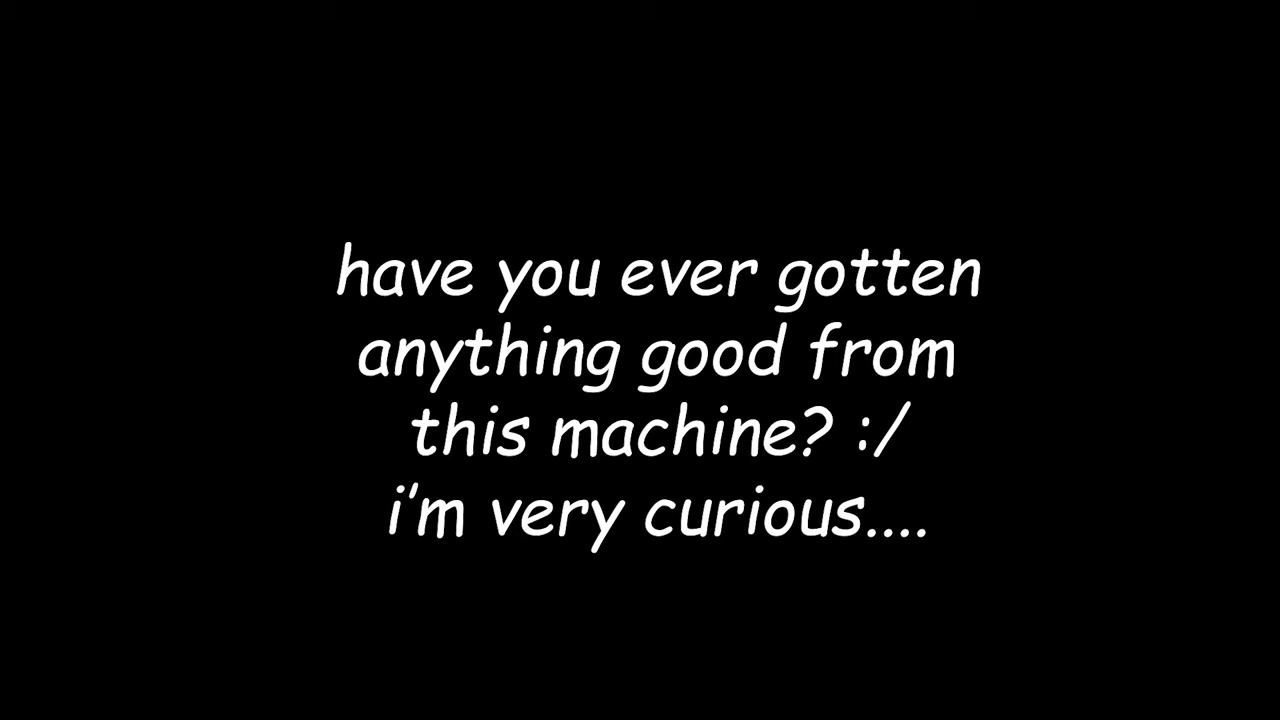 have you ever gotten
anything good from
this machine? :/
i'm very curious....